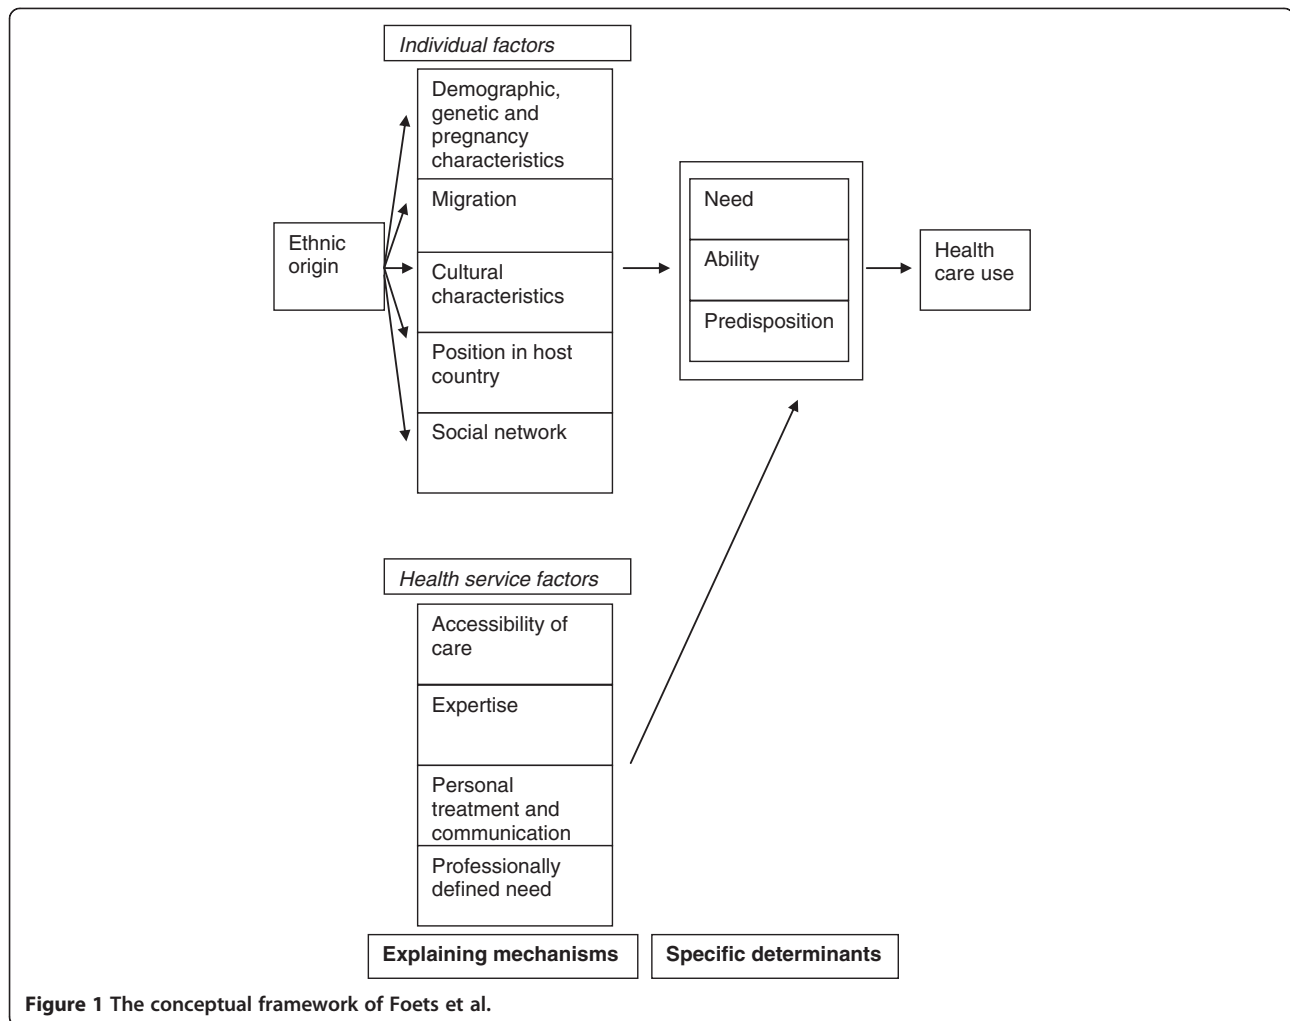 Individual factors
Demographic,
genetic and
pregnancy
characteristics
Migration
Cultural
characteristics
Position in host
country
Social network
Ethnic
origin
Need
Ability
Predisposition
Health
care use
Health service factors
Accessibility of
care
Expertise
Personal
treatment and
communication
Professionally
defined need
Explaining mechanisms
Specific determinants
Figure 1 The conceptual framework of Foets et al.